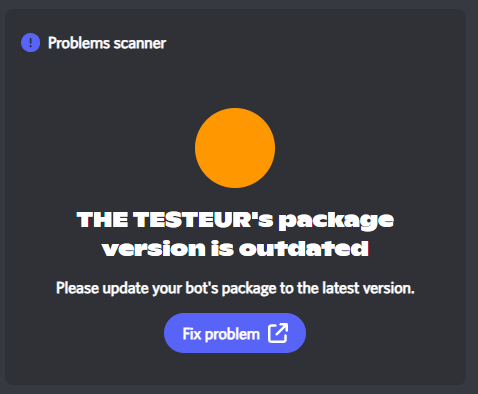 Problems scanner
THE TESTEUR's package
version is outdated
Please update your bot's package to the latest version.
Fix problem